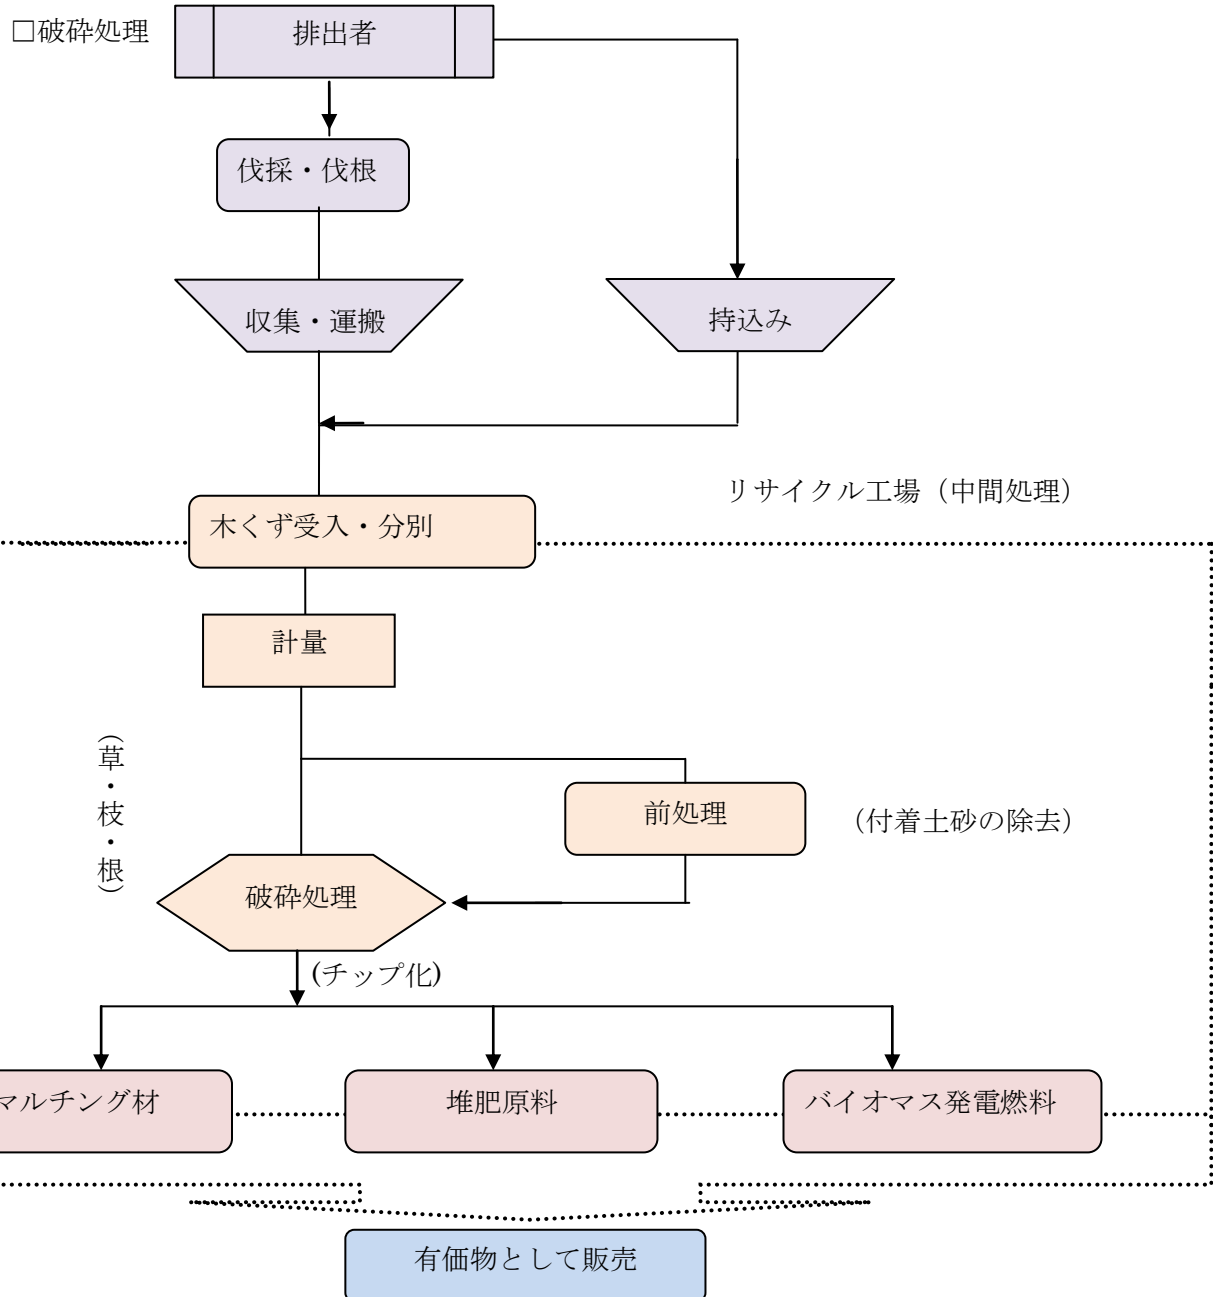 □破砕処理
排出者
伐採・伐根
収集・運搬
持込み
リサイクル工場（中間処理）
木くず受入・分別
計量
（草・枝・根）
前処理
（付着土砂の除去）
破砕処理
(チップ化)
マルチング材
堆肥原料
バイオマス発電燃料
有価物として販売